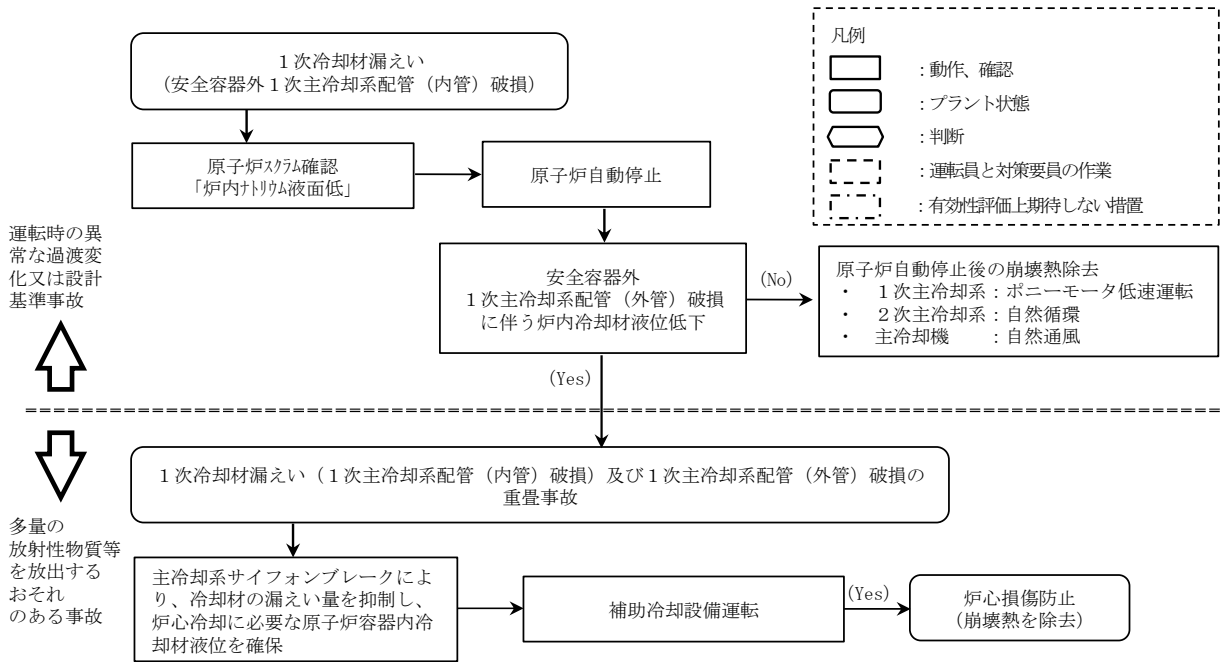 １次冷却材漏えい
（安全容器外１次主冷却系配管（内管）破損）
原子炉ｽｸﾗﾑ確認
「炉内ﾅﾄﾘｳﾑ液面低」
原子炉自動停止
凡例
：動作、確認
：プラント状態
：判断
：運転員と対策要員の作業
：有効性評価上期待しない措置
運転時の異
常な過渡変
化又は設計
基準事故
安全容器外
１次主冷却系配管（外管）破損
に伴う炉内冷却材液位低下
(No)
原子炉自動停止後の崩壊熱除去
・　１次主冷却系：ポニーモータ低速運転
・　２次主冷却系：自然循環
・　主冷却機　　：自然通風
(Yes)
１次冷却材漏えい（１次主冷却系配管（内管）破損）及び１次主冷却系配管（外管）破損の
重畳事故
多量の
放射性物質等
を放出する
おそれ
のある事故
主冷却系サイフォンブレークによ
り、冷却材の漏えい量を抑制し、
炉心冷却に必要な原子炉容器内冷
却材液位を確保
補助冷却設備運転
(Yes)
炉心損傷防止
（崩壊熱を除去）